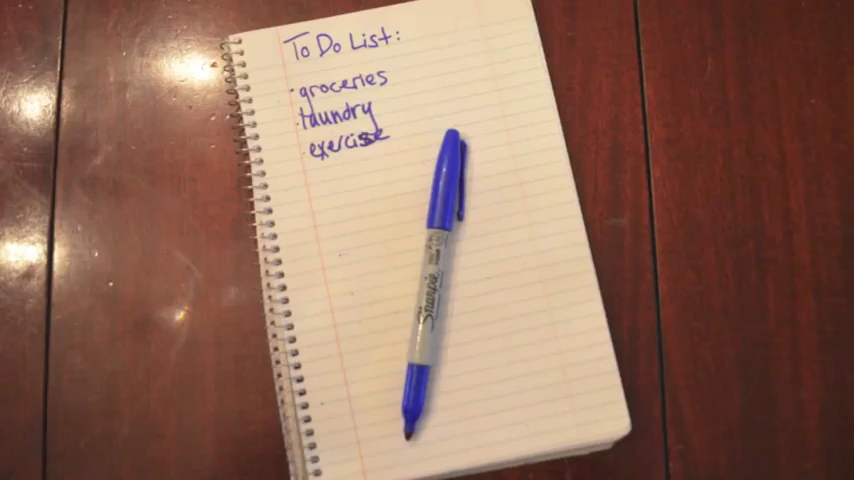 To Do List:
· groceries
· laundry
· exercise
Sharpie